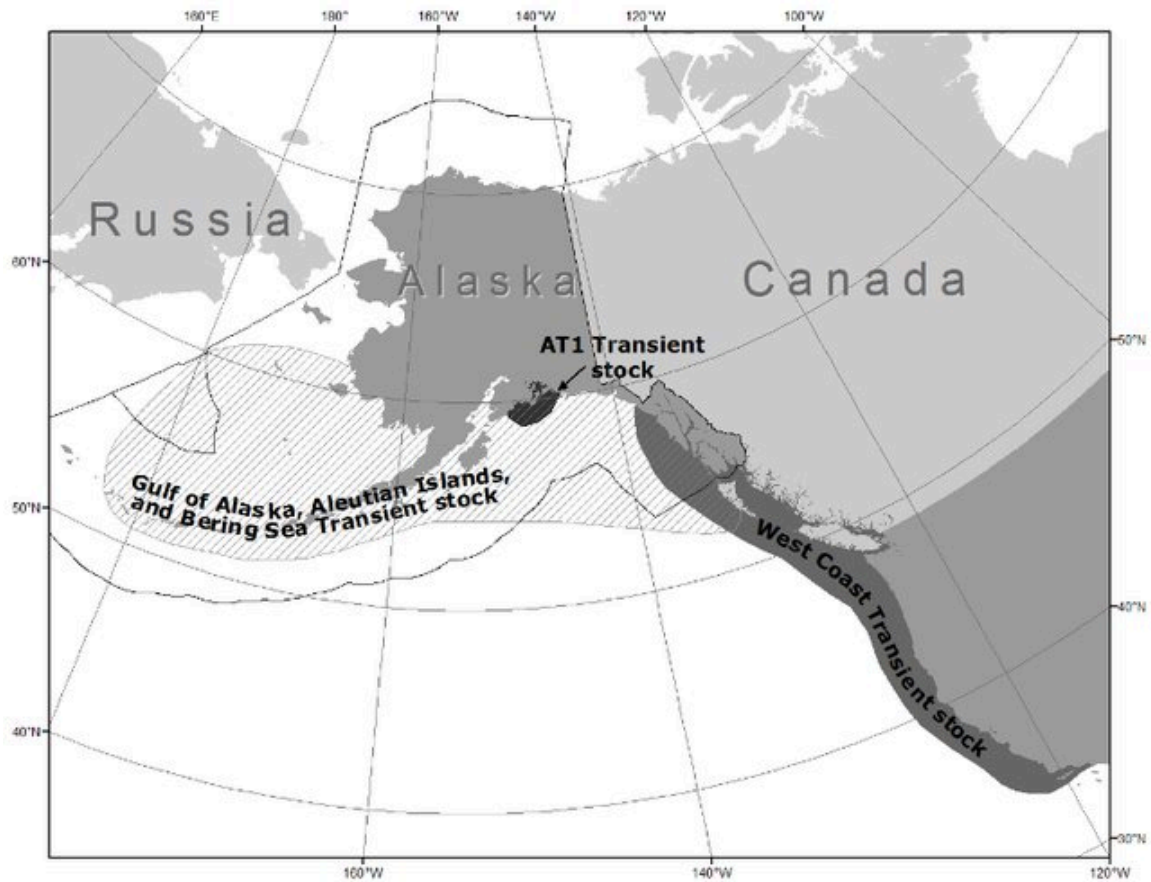 160°E 180° 160°W 140°W 120°W 100°W
Russia
60°N
Alaska
Canada
AT1 Transient
stock
50°N
Gulf of Alaska, Aleutian Islands,
and Bering Sea Transient stock
50°N
West Coast Transient stock
40°N
40°N
30°N
160°W 140°W 120°W